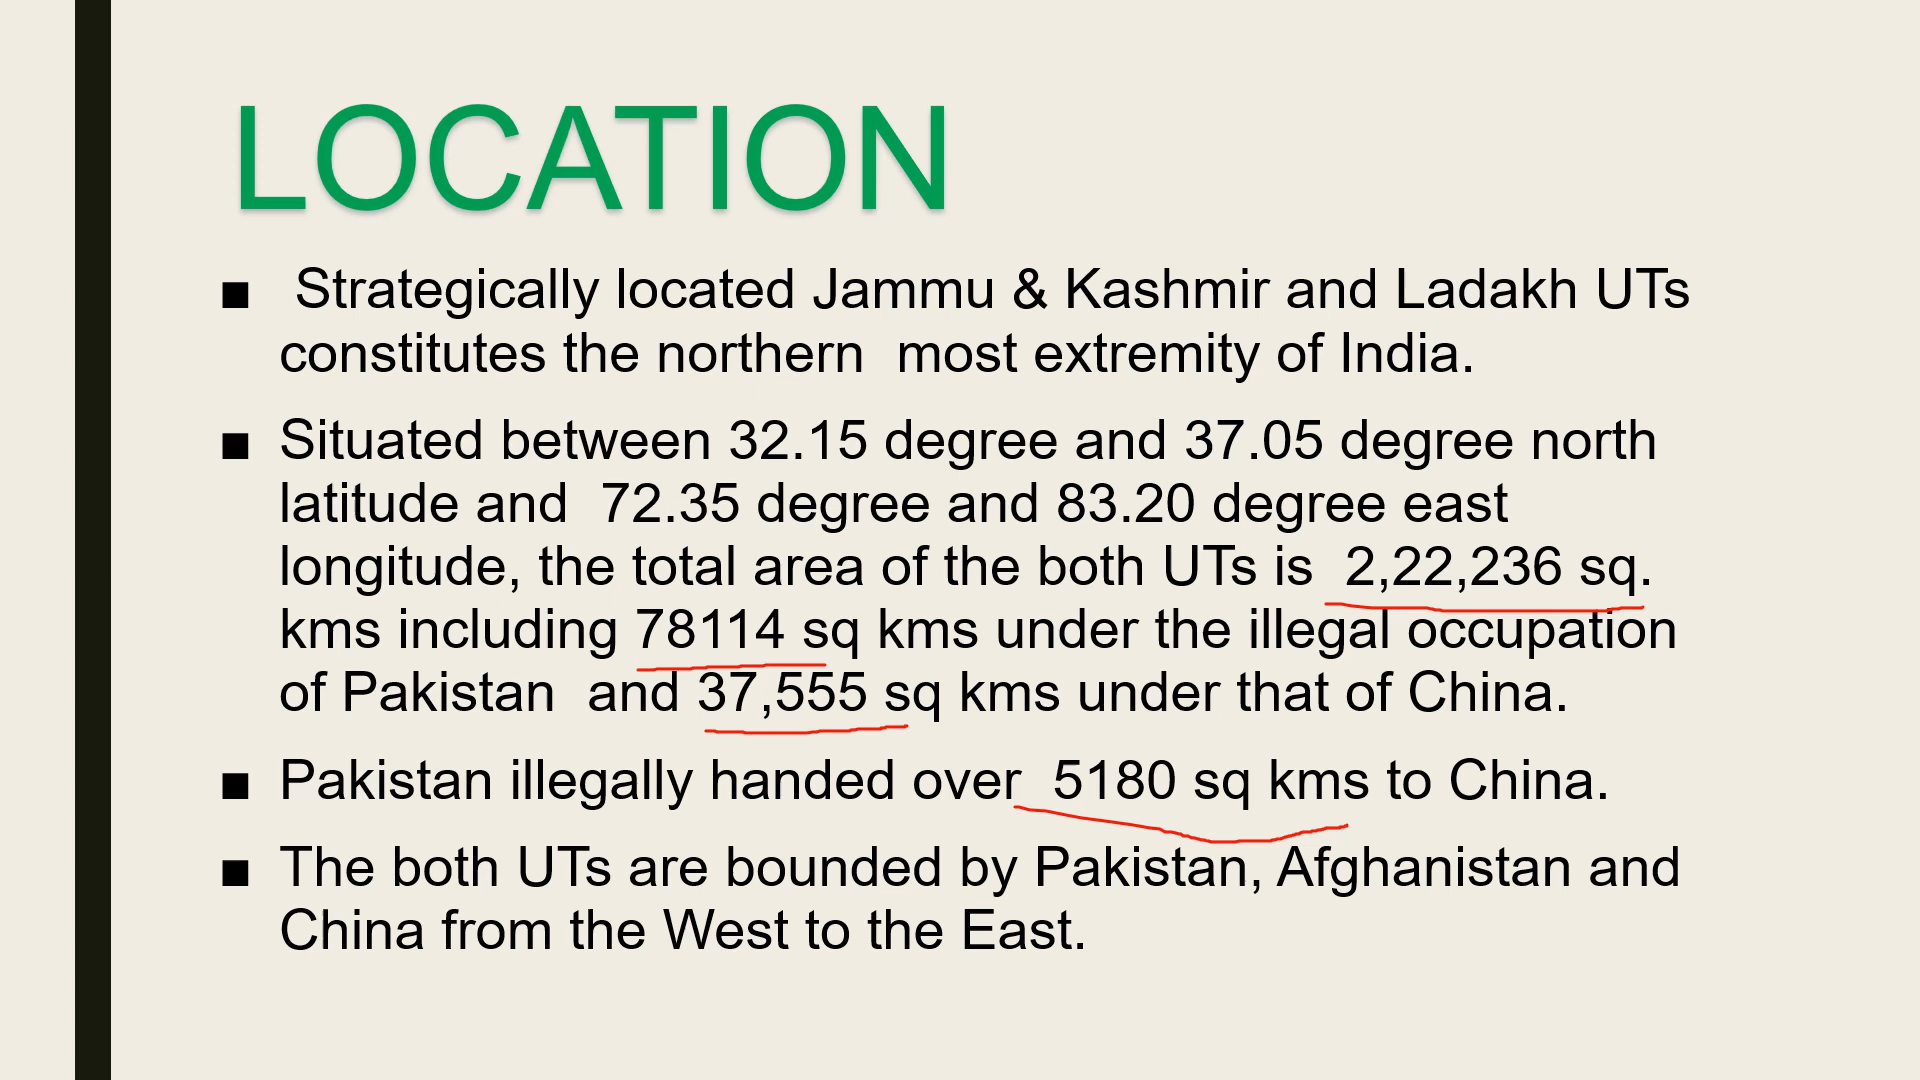 LOCATION
■ Strategically located Jammu & Kashmir and Ladakh UTs
constitutes the northern  most extremity of India.
■ Situated between 32.15 degree and 37.05 degree north
latitude and  72.35 degree and 83.20 degree east
longitude, the total area of the both UTs is  2,22,236 sq.
kms including 78114 sq kms under the illegal occupation
of Pakistan  and 37,555 sq kms under that of China.
■ Pakistan illegally handed over  5180 sq kms to China.
■ The both UTs are bounded by Pakistan, Afghanistan and
China from the West to the East.